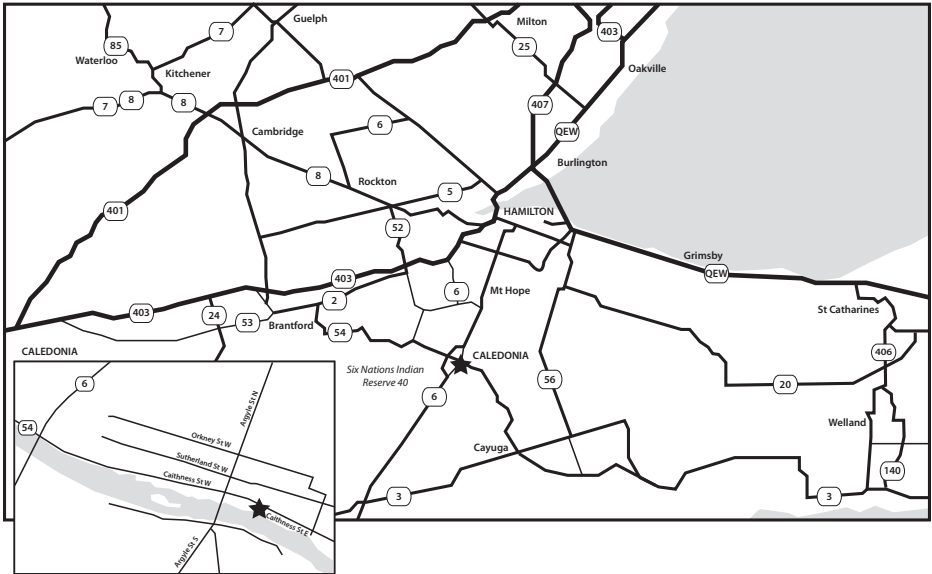 Guelph
Milton
403
7
25
85
Waterloo
Kitchener
401
Oakville
7
8
8
407
6
QEW
Cambridge
Burlington
8
Rockton
5
401
HAMILTON
52
Grimsby
QEW
403
6
Mt Hope
2
403
24
53
Brantford
54
St Catharines
CALEDONIA
Six Nations Indian
Reserve 40
CALEDONIA
406
56
20
6
6
Argyle St N
54
Orkney St W
Sutherland St W
Caithness St W
Caithness St E
Argyle St S
Cayuga
Welland
140
3
3